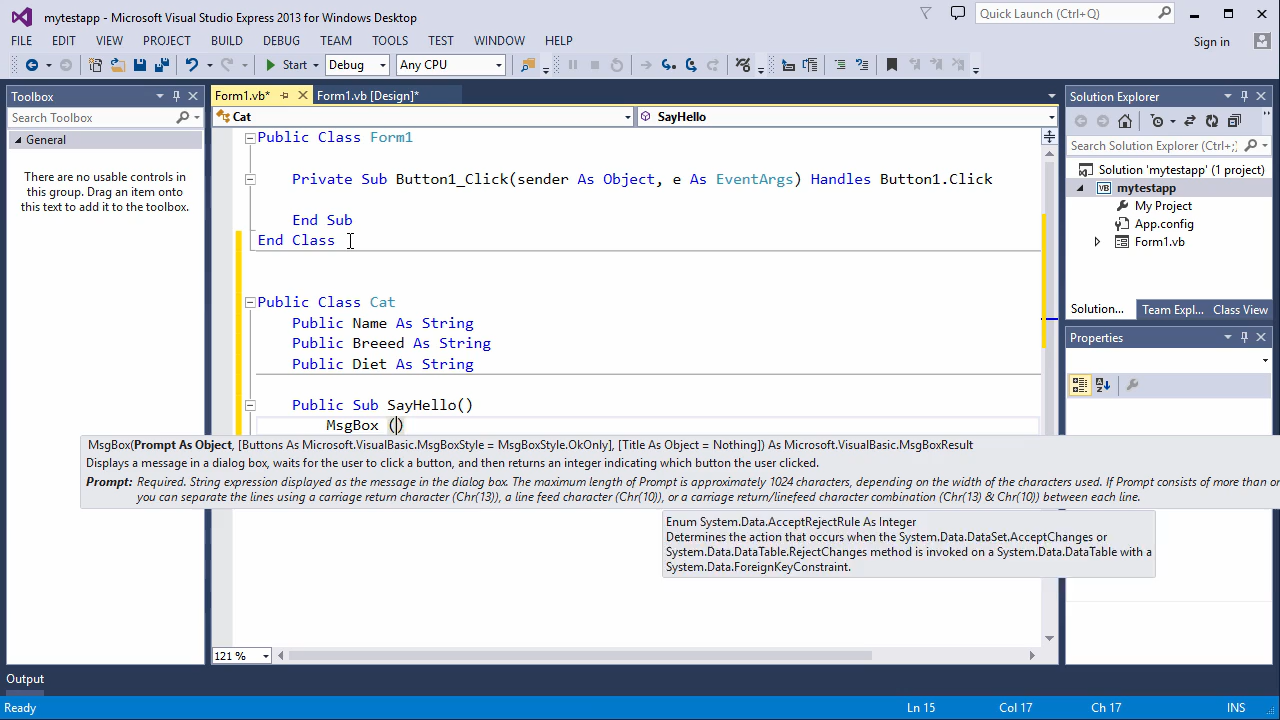 mytestapp - Microsoft Visual Studio Express 2013 for Windows Desktop
Quick Launch (Ctrl+Q)
FILE EDIT VIEW PROJECT BUILD DEBUG TEAM TOOLS TEST WINDOW HELP
Sign in
Start Debug Any CPU
Toolbox
Form1.vb* Form1.vb [Design]*
Solution Explorer
Search Toolbox
Cat SayHello
General
Search Solution Explorer (Ctrl+;)
There are no usable controls in
this group. Drag an item onto
this text to add it to the toolbox.
Solution 'mytestapp' (1 project)
mytestapp
My Project
App.config
Form1.vb
Public Class Form1
Private Sub Button1_Click(sender As Object, e As EventArgs) Handles Button1.Click
End Sub
End Class
Public Class Cat
Public Name As String
Public Breeed As String
Public Diet As String
Public Sub SayHello()
MsgBox ()
Solution... Team Expl... Class View
Properties
MsgBox(Prompt As Object, [Buttons As Microsoft.VisualBasic.MsgBoxStyle = MsgBoxStyle.OkOnly], [Title As Object = Nothing]) As Microsoft.VisualBasic.MsgBoxResult
Displays a message in a dialog box, waits for the user to click a button, and then returns an integer indicating which button the user clicked.
Prompt: Required. String expression displayed as the message in the dialog box. The maximum length of Prompt is approximately 1024 characters, depending on the width of the characters used. If Prompt consists of more than or
you can separate the lines using a carriage return character (Chr(13)), a line feed character (Chr(10)), or a carriage return/linefeed character combination (Chr(13) & Chr(10)) between each line.
Enum System.Data.AcceptRejectRule As Integer
Determines the action that occurs when the System.Data.DataSet.AcceptChanges or
System.Data.DataTable.RejectChanges method is invoked on a System.Data.DataTable with a
System.Data.ForeignKeyConstraint.
121 %
Output
Ready Ln 15 Col 17 Ch 17 INS